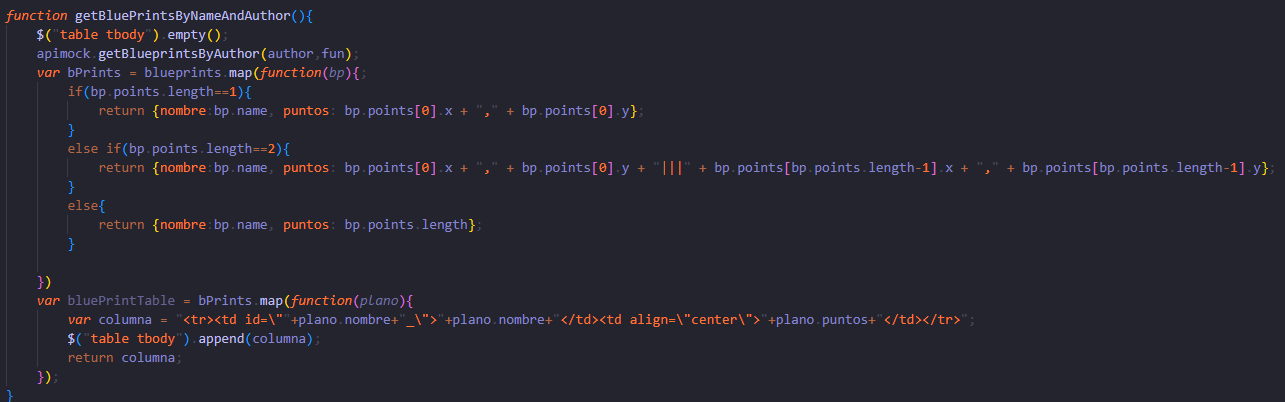 function getBluePrintsByNameAndAuthor(){
    $("table tbody").empty();
    apimock.getBlueprintsByAuthor(author,fun);
    var bPrints = blueprints.map(function(bp){;
        if(bp.points.length==1){
            return {nombre:bp.name, puntos: bp.points[0].x + "," + bp.points[0].y};
        }
        else if(bp.points.length==2){
            return {nombre:bp.name, puntos: bp.points[0].x + "," + bp.points[0].y + "|||" + bp.points[bp.points.length-1].x + "," + bp.points[bp.points.length-1].y};
        }
        else{
            return {nombre:bp.name, puntos: bp.points.length};
        }
    })
    var bluePrintTable = bPrints.map(function(plano){
        var columna = "<tr><td id=\""+plano.nombre+"_\">"+plano.nombre+"</td><td align=\"center\">"+plano.puntos+"</td></tr>";
        $("table tbody").append(columna);
        return columna;
    });
}